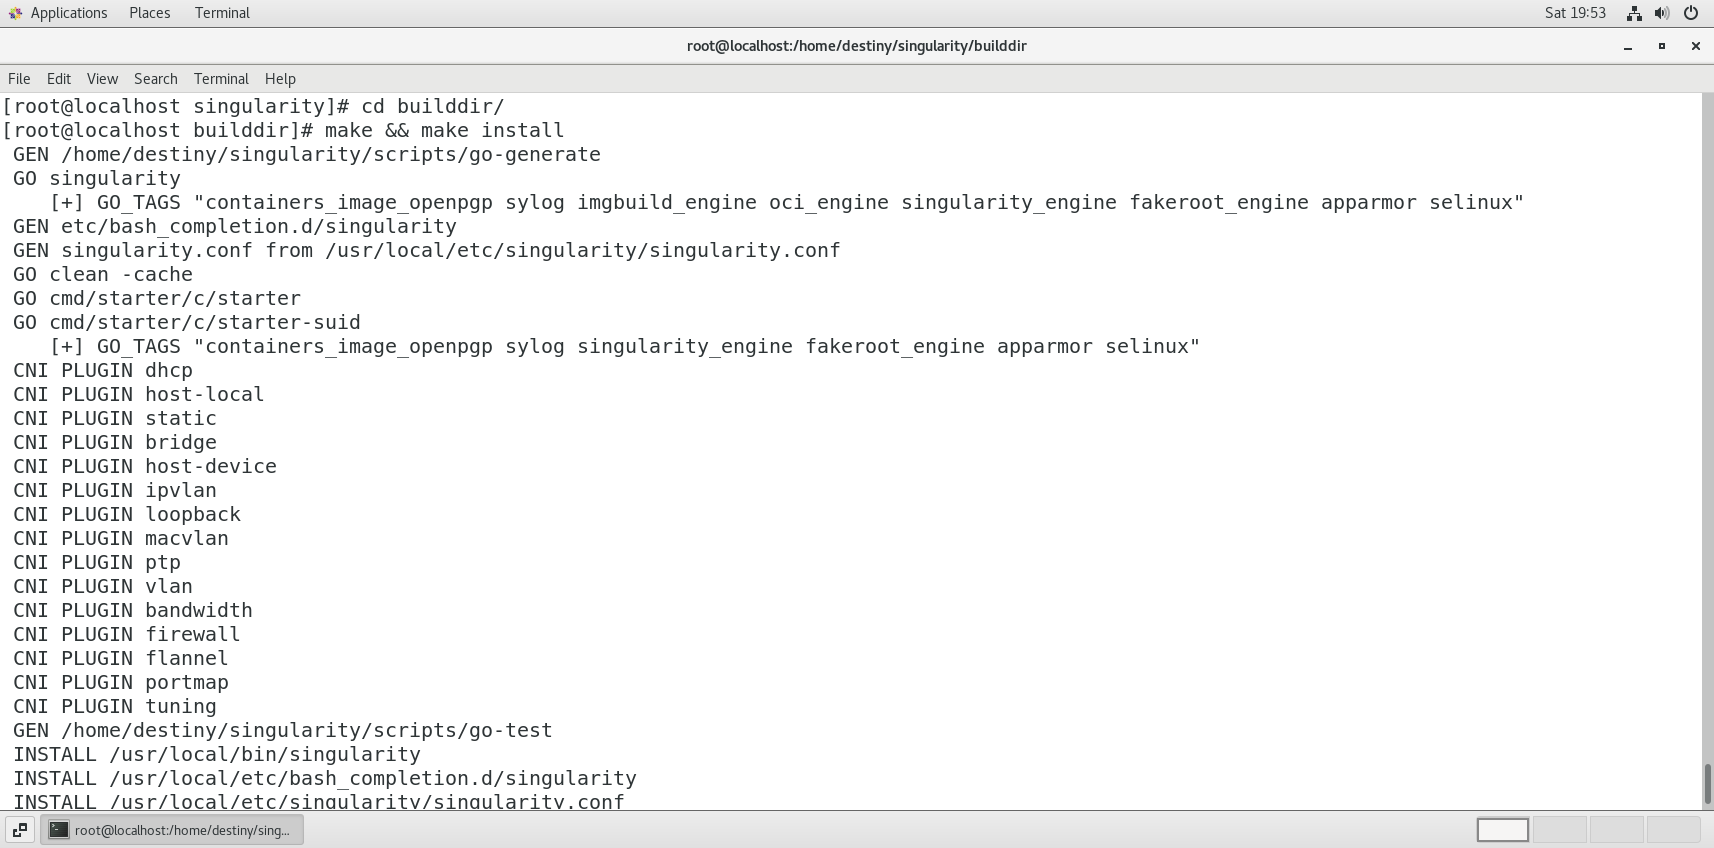 Applications Places Terminal Sat 19:53
root@localhost:/home/destiny/singularity/builddir
File Edit View Search Terminal Help
[root@localhost singularity]# cd builddir/
[root@localhost builddir]# make && make install
GEN /home/destiny/singularity/scripts/go-generate
GO singularity
[+] GO_TAGS "containers_image_openpgp sylog imgbuild_engine oci_engine singularity_engine fakeroot_engine apparmor selinux"
GEN etc/bash_completion.d/singularity
GEN singularity.conf from /usr/local/etc/singularity/singularity.conf
GO clean -cache
GO cmd/starter/c/starter
GO cmd/starter/c/starter-suid
[+] GO_TAGS "containers_image_openpgp sylog singularity_engine fakeroot_engine apparmor selinux"
CNI PLUGIN dhcp
CNI PLUGIN host-local
CNI PLUGIN static
CNI PLUGIN bridge
CNI PLUGIN host-device
CNI PLUGIN ipvlan
CNI PLUGIN loopback
CNI PLUGIN macvlan
CNI PLUGIN ptp
CNI PLUGIN vlan
CNI PLUGIN bandwidth
CNI PLUGIN firewall
CNI PLUGIN flannel
CNI PLUGIN portmap
CNI PLUGIN tuning
GEN /home/destiny/singularity/scripts/go-test
INSTALL /usr/local/bin/singularity
INSTALL /usr/local/etc/bash_completion.d/singularity
INSTALL /usr/local/etc/singularity/singularity.conf
root@localhost:/home/destiny/sing...